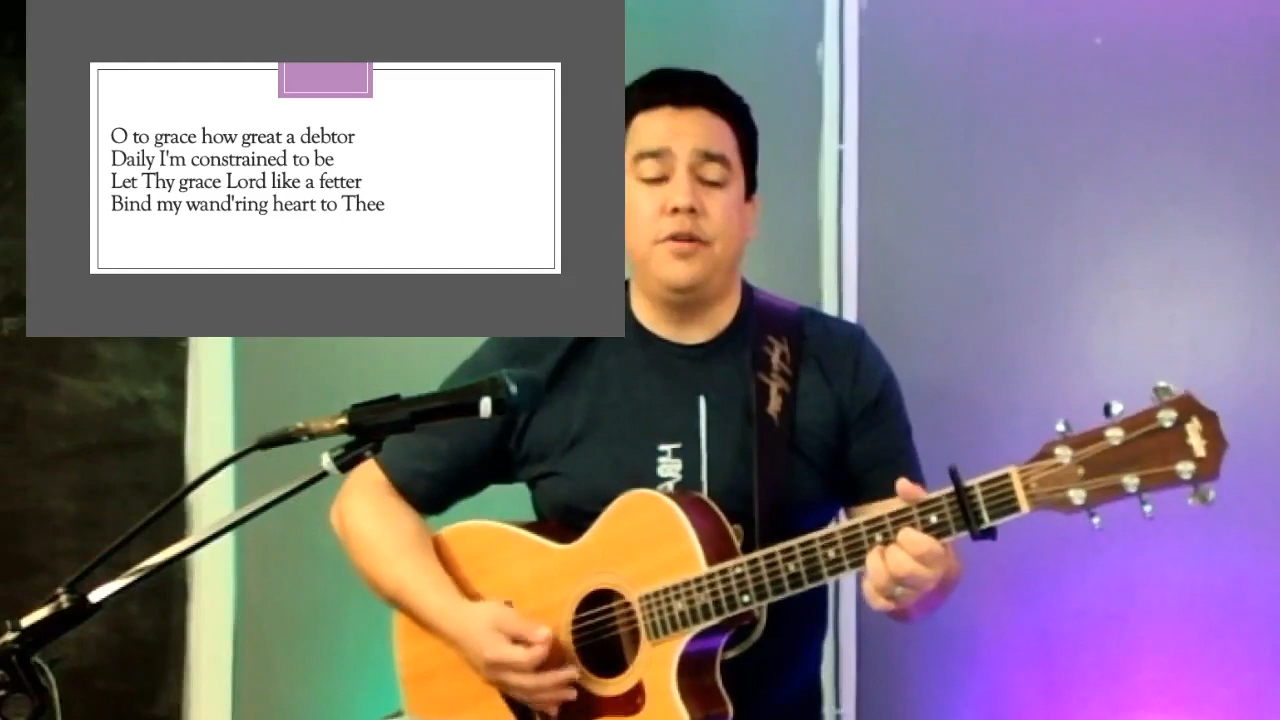 O to grace how great a debtor
Daily I'm constrained to be
Let Thy grace Lord like a fetter
Bind my wand'ring heart to Thee